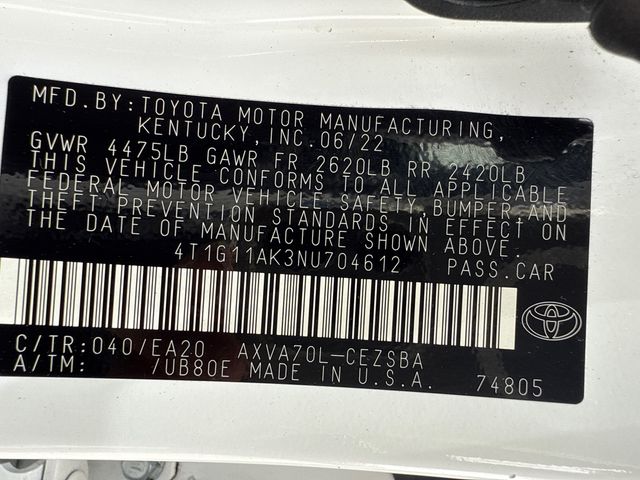 MFD.BY:TOYOTA MOTOR MANUFACTURING,
KENTUCKY,INC.06/22
GVWR 4475LB GAWR FR 2620LB RR 2420LB
THIS VEHICLE CONFORMS TO ALL APPLICABLE
FEDERAL MOTOR VEHICLE SAFETY,BUMPER,AND
THEFT PREVENTION STANDARDS IN EFFECT ON
THE DATE OF MANUFACTURE SHOWN ABOVE.
4T1G11AK3NU704612 PASS.CAR
C/TR:040/EA20 AXVA70L-CEZSBA
A/TM: /UB80E MADE IN U.S.A. 74805